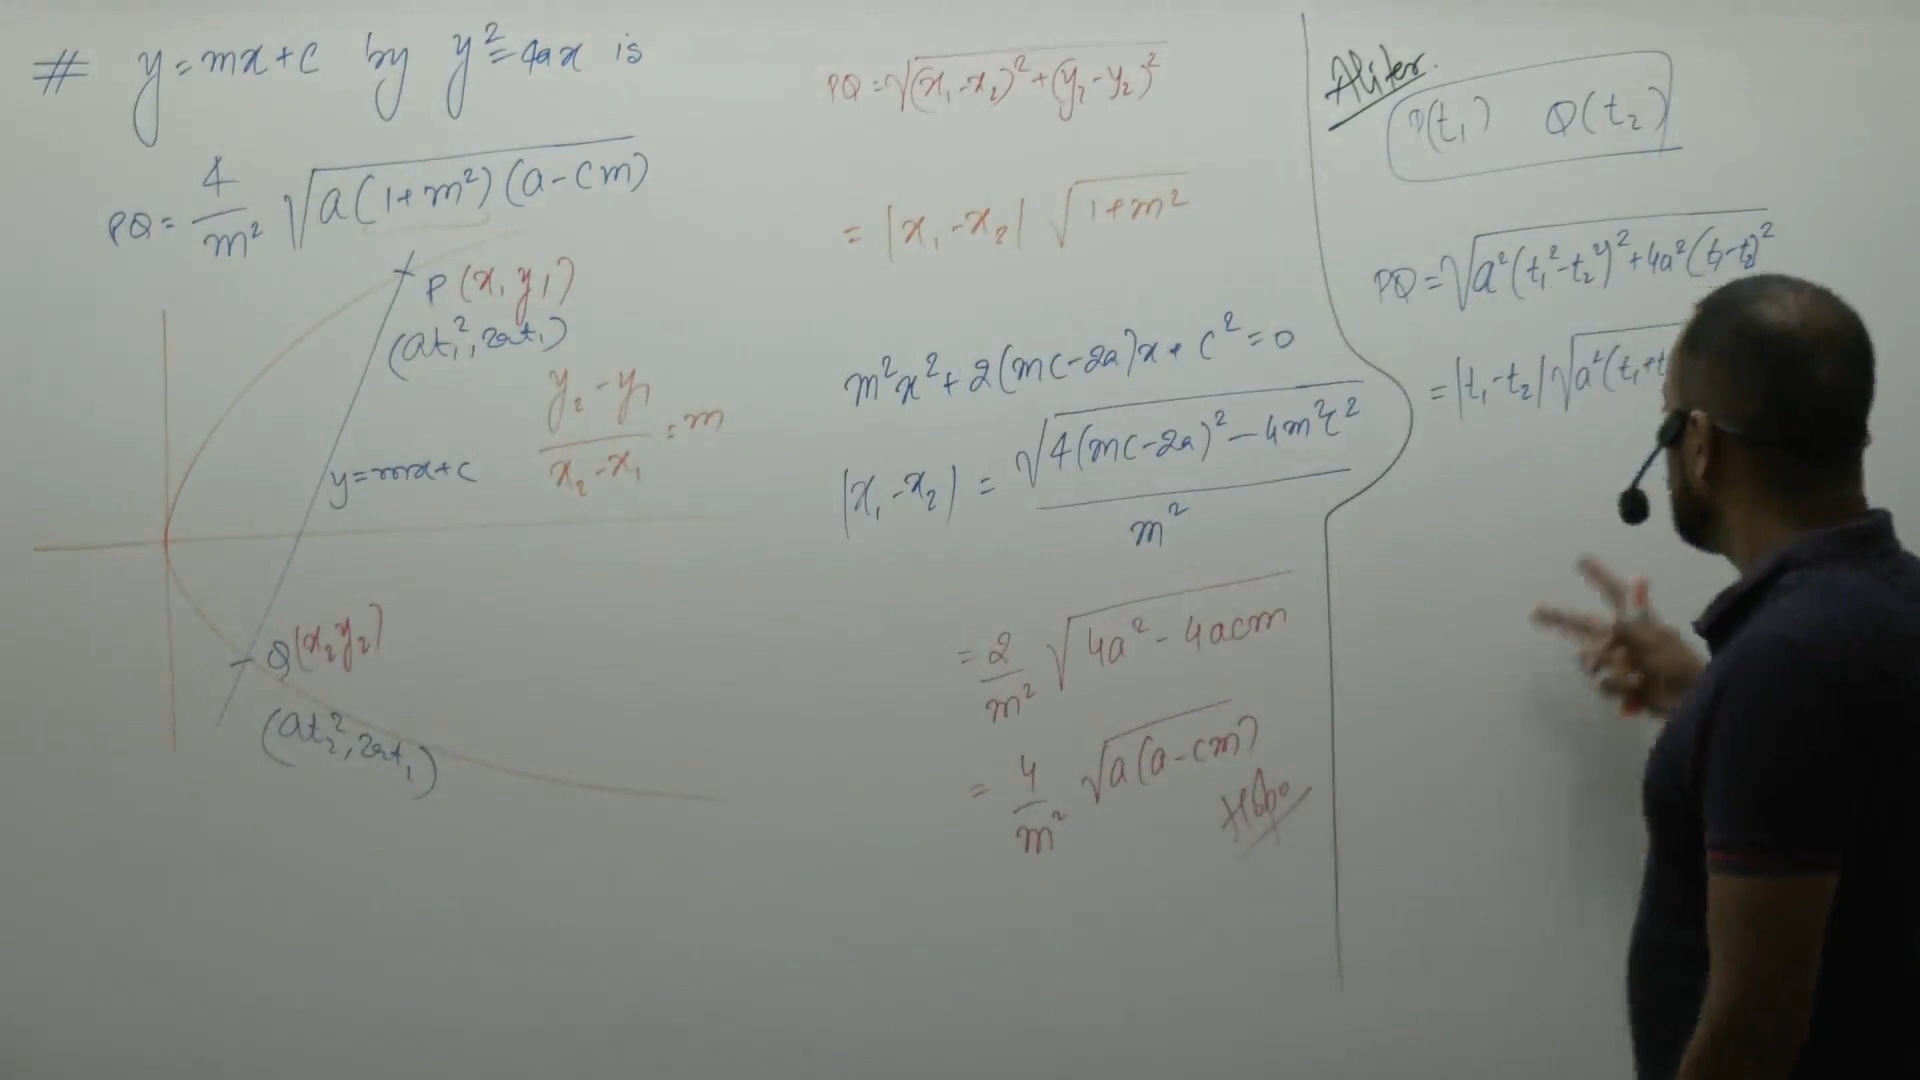 # y = mx + c by y² = 4ax is
PQ = 4/m² √(a(1+m²)(a-cm))
P(x₁ y₁)
(at₁², 2at₁)
(y₂-y₁)/(x₂-x₁) = m
y = mx+c
Q(x₂ y₂)
(at₂², 2at₁)
PQ = √((x₁-x₂)²+(y₂-y₂)²)
= |x₁-x₂| √(1+m²)
m²x²+2(mc-2a)x+c²=0
|x₁-x₂| = √(4(mc-2a)²-4m²c²)/m²
= 2/m² √(4a²-4acm)
= 4/m² √(a(a-cm))
Aliter.
P(t₁) Q(t₂)
PQ = √(a²(t₁²-t₂²)²+4a²(t₁-t₂)²
= |t₁-t₂|√a²(t₁+t